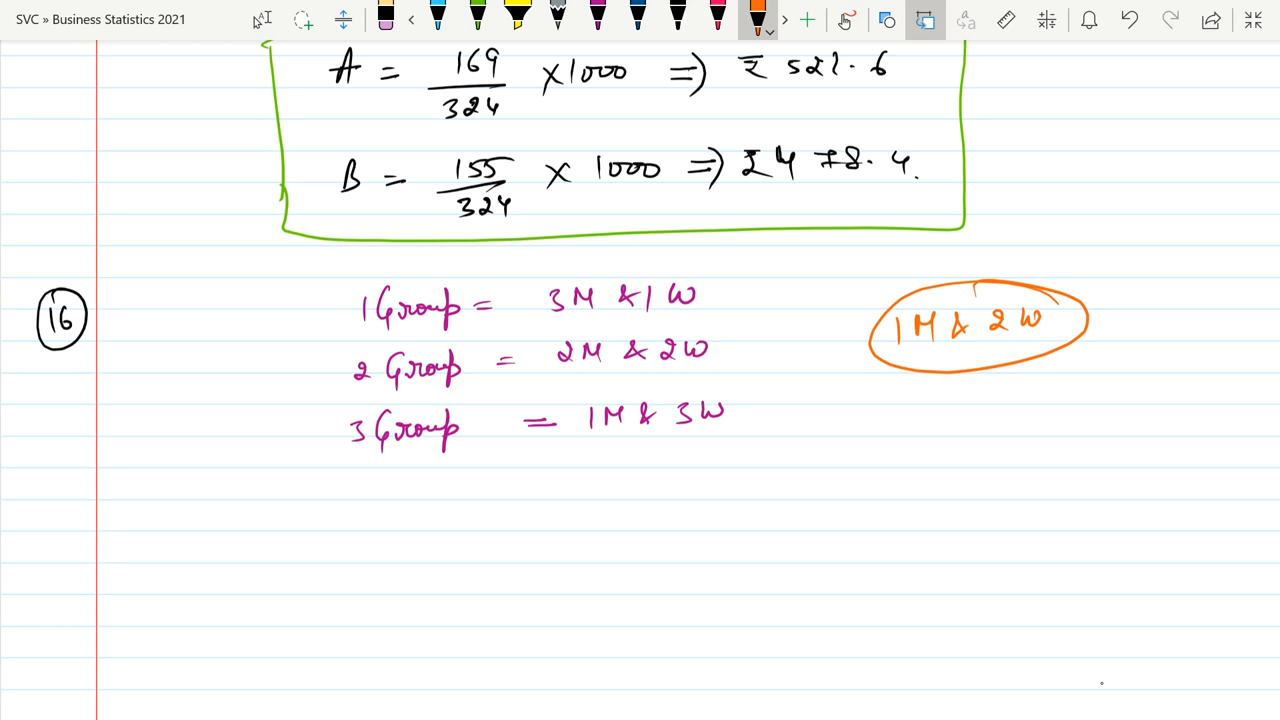 SVC » Business Statistics 2021
A = 169/324 × 1000 => ₹ 521.6
B = 155/324 × 1000 => ₹ 478.4.
16
1 Group = 3M & 1 W
1M & 2W
2 Group = 2M & 2W
3 Group = 1M & 3W